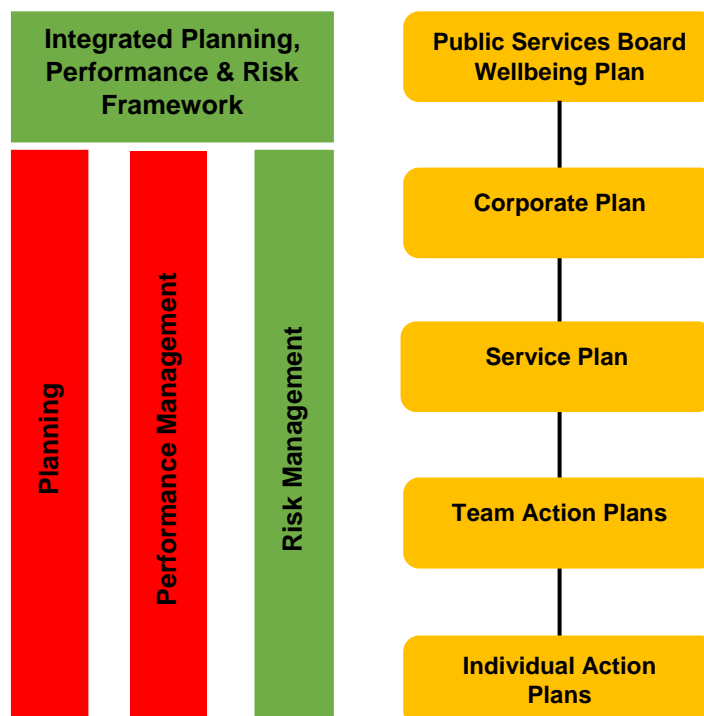 Integrated Planning,
Performance & Risk
Framework
Planning
Performance Management
Risk Management
Public Services Board
Wellbeing Plan
Corporate Plan
Service Plan
Team Action Plans
Individual Action
Plans